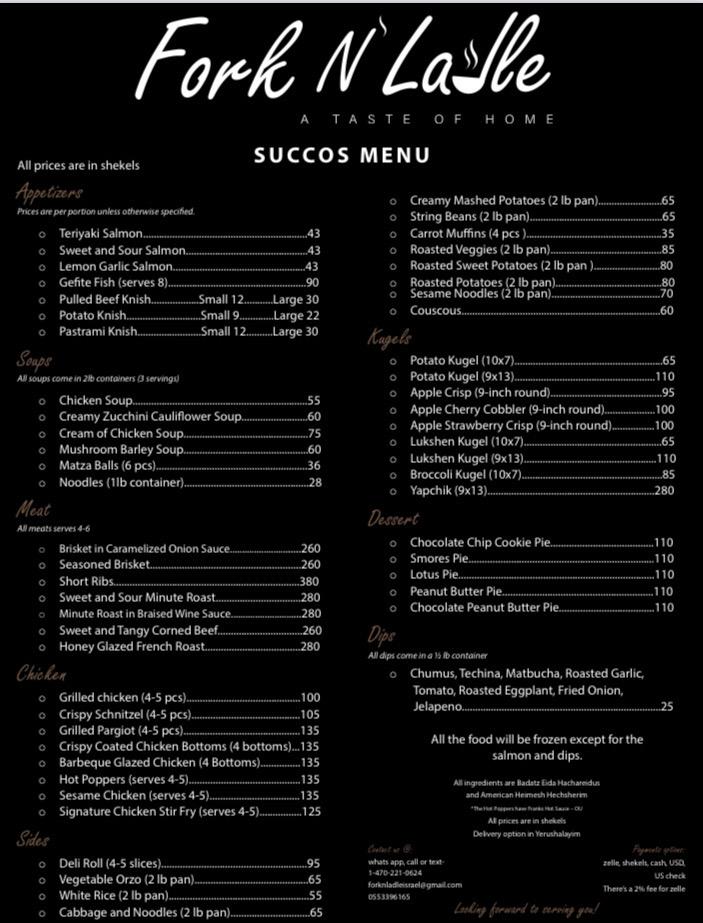 Fork N' Ladle
A TASTE OF HOME
SUCCOS MENU
All prices are in shekels
Appetizers
Prices are per portion unless otherwise specified.
Teriyaki Salmon 43
Sweet and Sour Salmon 43
Lemon Garlic Salmon 43
Gefite Fish (serves 8) 90
Pulled Beef Knish Small 12 Large 30
Potato Knish Small 9 Large 22
Pastrami Knish Small 12 Large 30
Soups
All soups come in 2lb containers (3 servings)
Chicken Soup 55
Creamy Zucchini Cauliflower Soup 60
Cream of Chicken Soup 75
Mushroom Barley Soup 60
Matza Balls (6 pcs) 36
Noodles (1lb container) 28
Meat
All meats serves 4-6
Brisket in Caramelized Onion Sauce 260
Seasoned Brisket 260
Short Ribs 380
Sweet and Sour Minute Roast 280
Minute Roast in Braised Wine Sauce 280
Sweet and Tangy Corned Beef 260
Honey Glazed French Roast 280
Chicken
Grilled chicken (4-5 pcs) 100
Crispy Schnitzel (4-5 pcs) 105
Grilled Pargiot (4-5 pcs) 135
Crispy Coated Chicken Bottoms (4 bottoms) 135
Barbeque Glazed Chicken (4 Bottoms) 135
Hot Poppers (serves 4-5) 135
Sesame Chicken (serves 4-5) 135
Signature Chicken Stir Fry (serves 4-5) 125
Sides
Deli Roll (4-5 slices) 95
Vegetable Orzo (2 lb pan) 65
White Rice (2 lb pan) 55
Cabbage and Noodles (2 lb pan) 65
Creamy Mashed Potatoes (2 lb pan) 65
String Beans (2 lb pan) 65
Carrot Muffins (4 pcs ) 35
Roasted Veggies (2 lb pan) 85
Roasted Sweet Potatoes (2 lb pan ) 80
Roasted Potatoes (2 lb pan) 80
Sesame Noodles (2 lb pan) 70
Couscous 60
Kugels
Potato Kugel (10x7) 65
Potato Kugel (9x13) 110
Apple Crisp (9-inch round) 95
Apple Cherry Cobbler (9-inch round) 100
Apple Strawberry Crisp (9-inch round) 100
Lukshen Kugel (10x7) 65
Lukshen Kugel (9x13) 110
Broccoli Kugel (10x7) 85
Yapchik (9x13) 280
Dessert
Chocolate Chip Cookie Pie 110
Smores Pie 110
Lotus Pie 110
Peanut Butter Pie 110
Chocolate Peanut Butter Pie 110
Dips
All dips come in a ½ lb container
Chumus, Techina, Matbucha, Roasted Garlic,
Tomato, Roasted Eggplant, Fried Onion,
Jelapeno 25
All the food will be frozen except for the
salmon and dips.
All ingredients are Badatz Eida Hachareidus
and American Heimesh Hechsherim
*The Hot Poppers have Franks Hot Sauce – OU
All prices are in shekels
Delivery option in Yerushalayim
Contact us @
whats app, call or text-
1-470-221-0624
forknladleisrael@gmail.com
0553396165
Payments options:
zelle, shekels, cash, USD,
US check
There's a 2% fee for zelle
Looking forward to serving you!